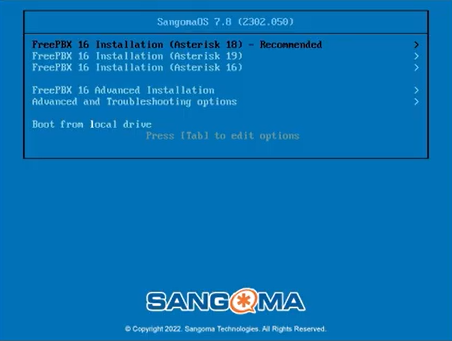 SangomaOS 7.8 (2302.050)
FreePBX 16 Installation (Asterisk 18) - Recommended >
FreePBX 16 Installation (Asterisk 19) >
FreePBX 16 Installation (Asterisk 16) >
FreePBX 16 Advanced Installation >
Advanced and Troubleshooting options >
Boot from local drive
Press [Tab] to edit options
SANGOMA
© Copyright 2022. Sangoma Technologies. All Rights Reserved.